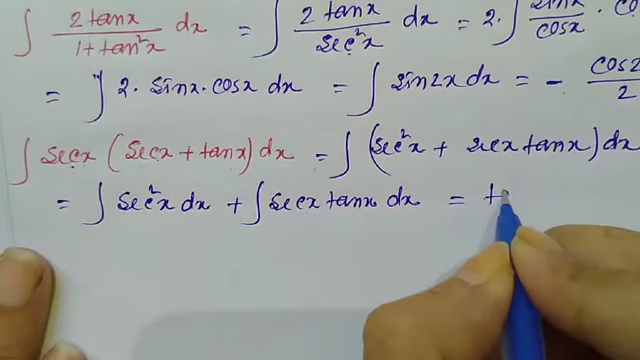 ∫ 2 tanx / 1 + tan²x dx = ∫ 2 tanx / sec²x dx = 2. ∫ sinx / cosx .
= ∫ 2. sinx. cosx dx = ∫ sin2x dx = - cos2 / 2
∫ secx (secx + tanx) dx = ∫ (sec²x + secx tanx) dx
= ∫ sec²x dx + ∫ secx tanx dx = t